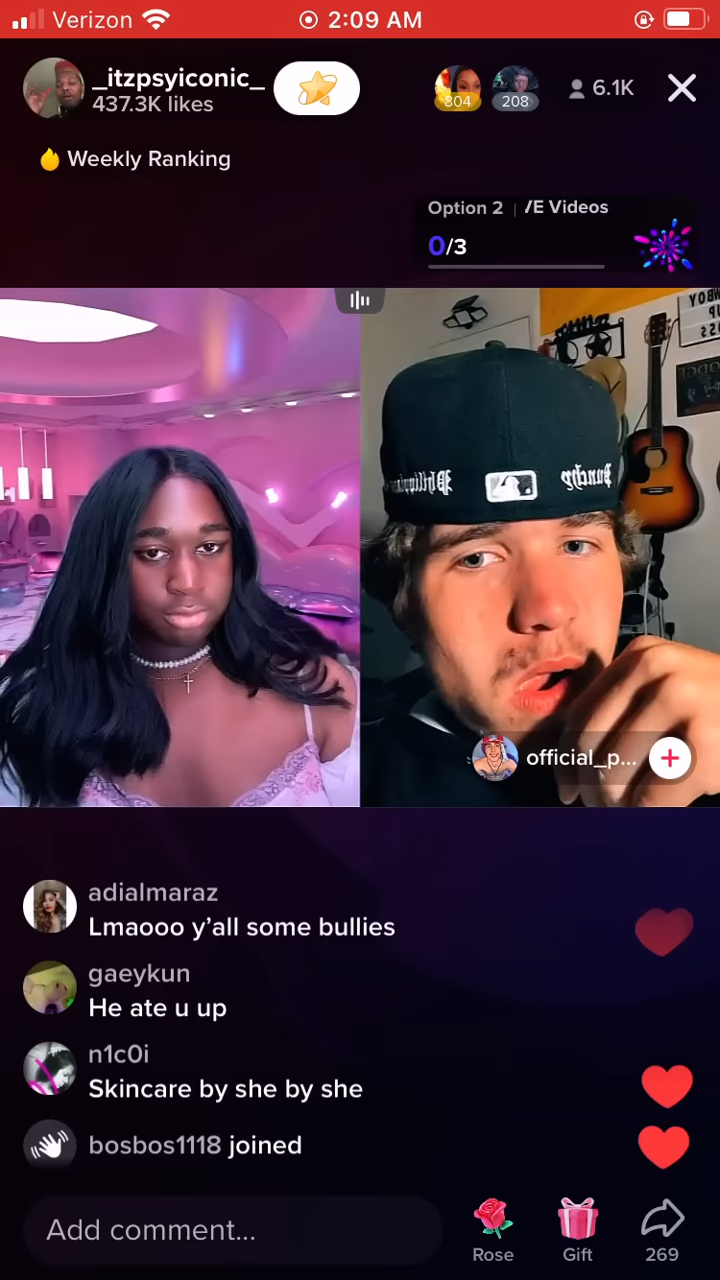 Verizon
2:09 AM
_itzpsyiconic_
437.3K likes
804
208
6.1K
Weekly Ranking
Option 2 | /E Videos
0/3
Punchy
official_p...
adialmaraz
Lmaooo y'all some bullies
gaeykun
He ate u up
n1c0i
Skincare by she by she
bosbos1118 joined
Add comment...
Rose
Gift
269